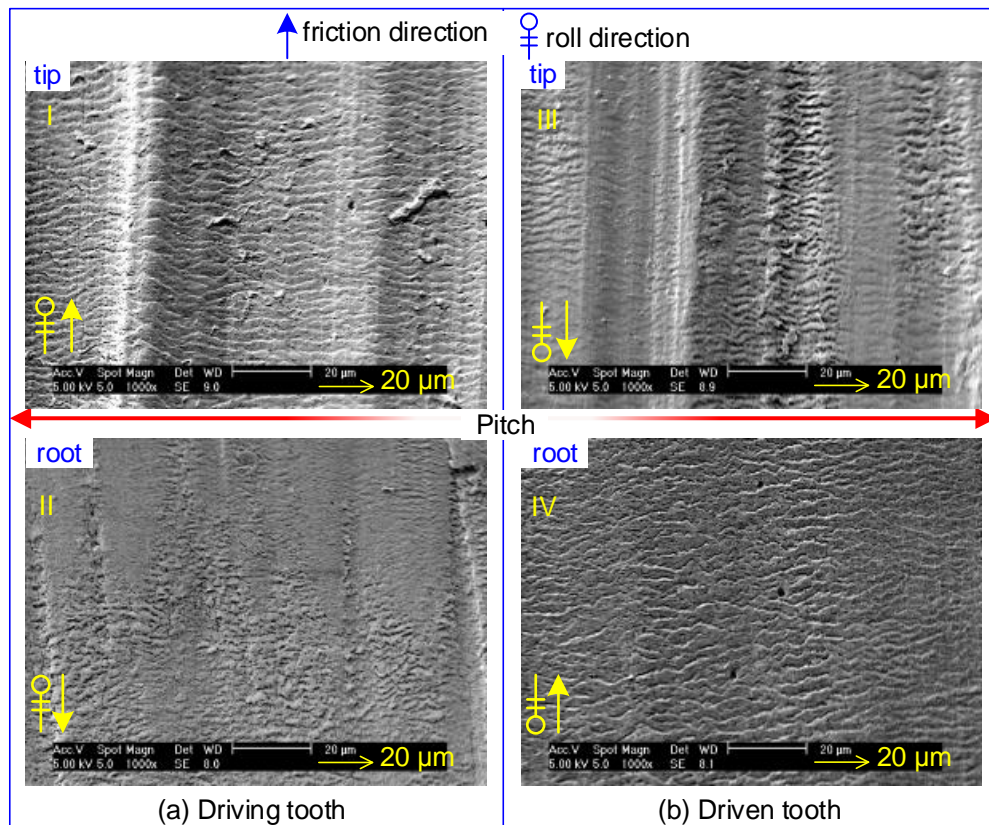 friction direction
roll direction
tip
I
Acc.V Spot Magn Det WD 20 µm
5.00 kV 5.0 1000x SE 9.0
20 µm
tip
III
Acc.V Spot Magn Det WD 20 µm
5.00 kV 5.0 1000x SE 8.9
20 µm
Pitch
root
II
Acc.V Spot Magn Det WD 20 µm
5.00 kV 5.0 1000x SE 8.0
20 µm
root
IV
Acc.V Spot Magn Det WD 20 µm
5.00 kV 5.0 1000x SE 8.1
20 µm
(a) Driving tooth
(b) Driven tooth